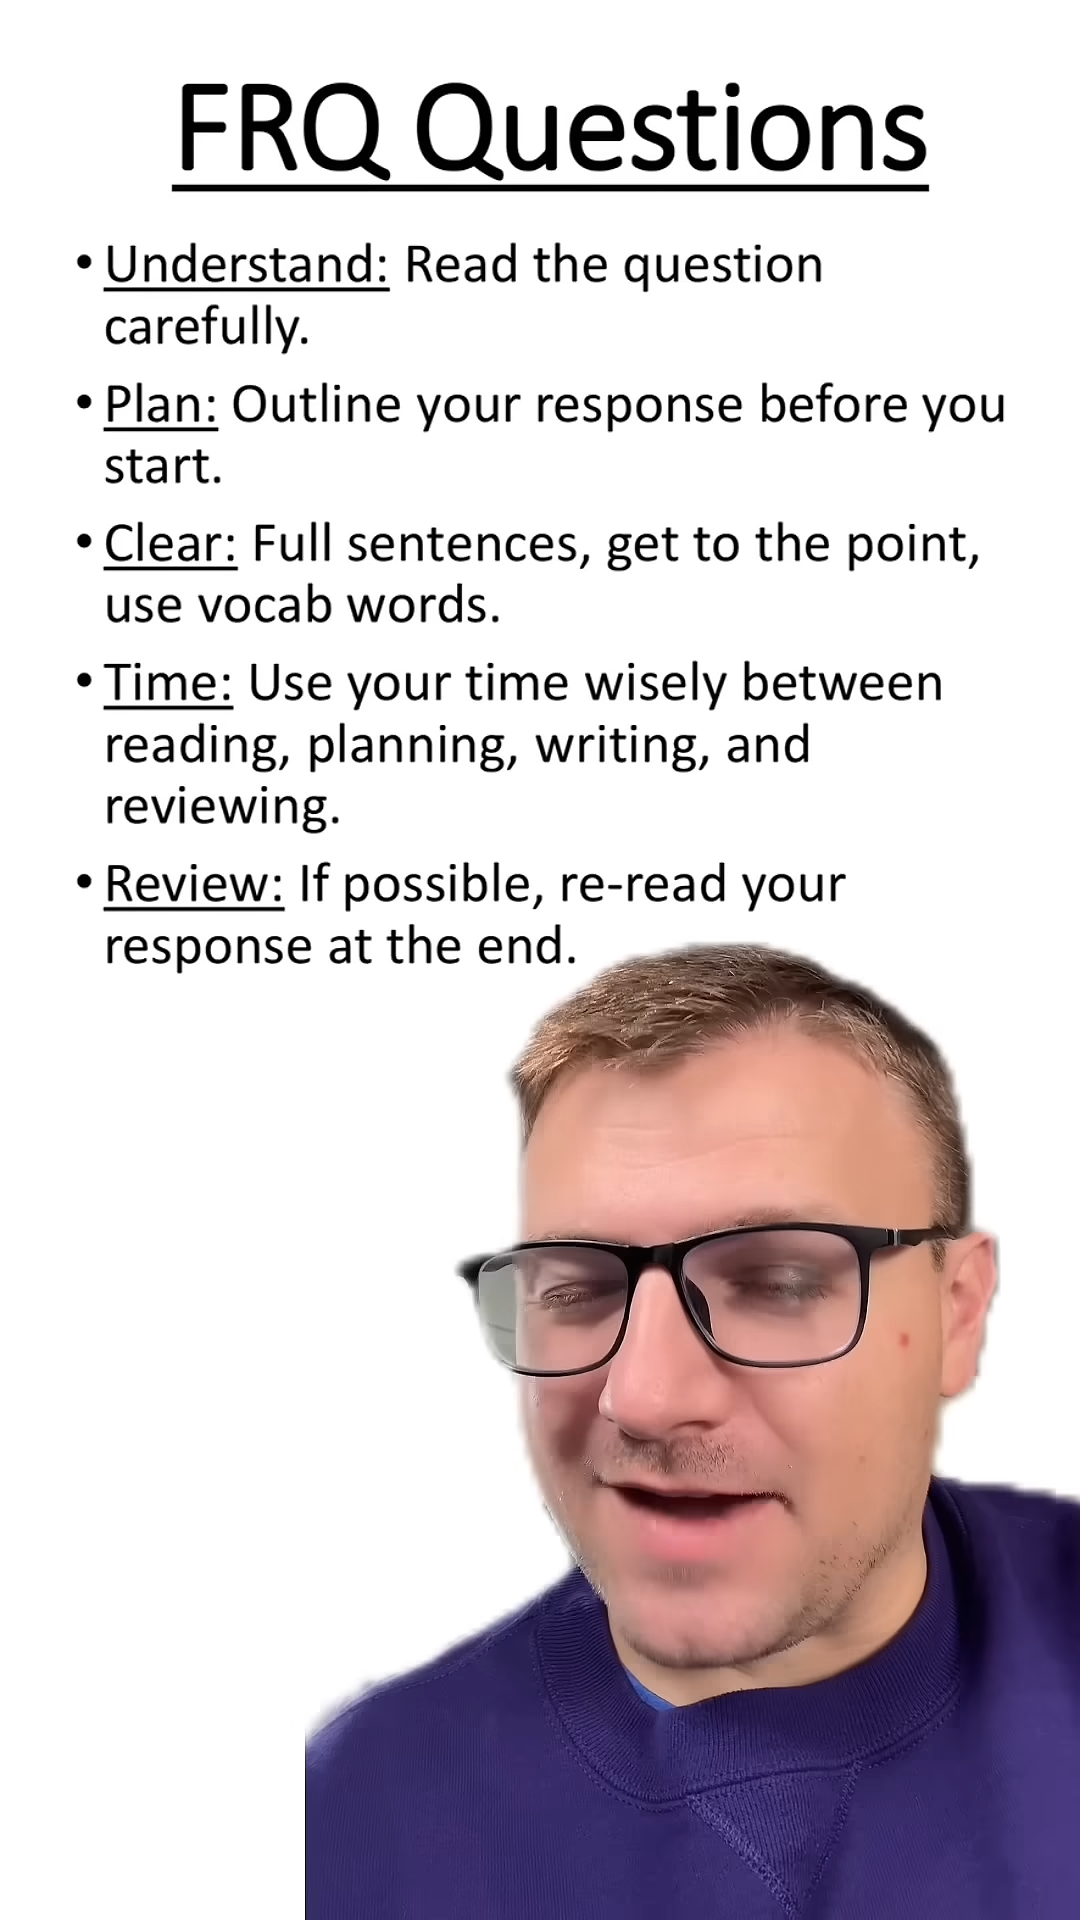 FRQ Questions
• Understand: Read the question
carefully.
• Plan: Outline your response before you
start.
• Clear: Full sentences, get to the point,
use vocab words.
• Time: Use your time wisely between
reading, planning, writing, and
reviewing.
• Review: If possible, re-read your
response at the end.